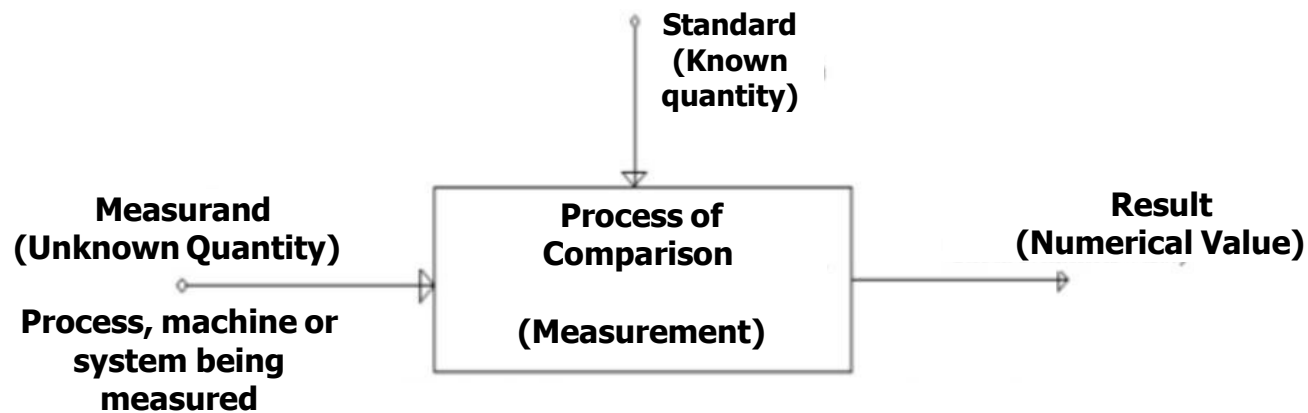 Standard
(Known
quantity)
Measurand
(Unknown Quantity)
Process, machine or
system being
measured
Process of
Comparison
(Measurement)
Result
(Numerical Value)